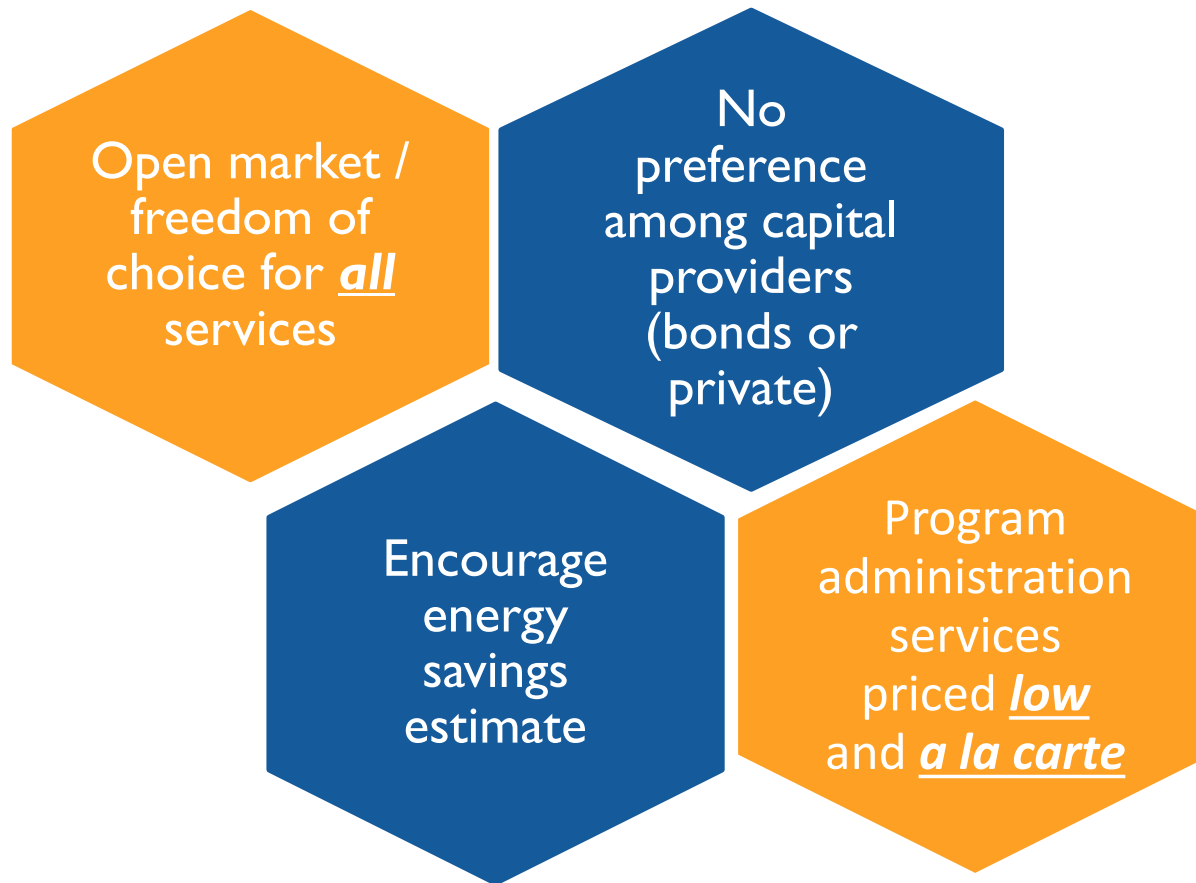 Open market /
freedom of
choice for all
services
No
preference
among capital
providers
(bonds or
private)
Encourage
energy
savings
estimate
Program
administration
services
priced low
and a la carte